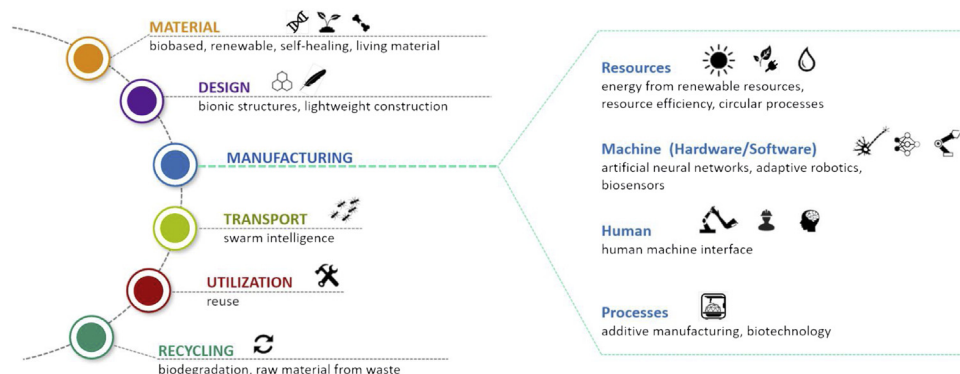 MATERIAL
biobased, renewable, self-healing, living material
DESIGN
bionic structures, lightweight construction
MANUFACTURING
TRANSPORT
swarm intelligence
UTILIZATION
reuse
RECYCLING
biodegradation, raw material from waste
Resources
energy from renewable resources,
resource efficiency, circular processes
Machine (Hardware/Software)
artificial neural networks, adaptive robotics,
biosensors
Human
human machine interface
Processes
additive manufacturing, biotechnology